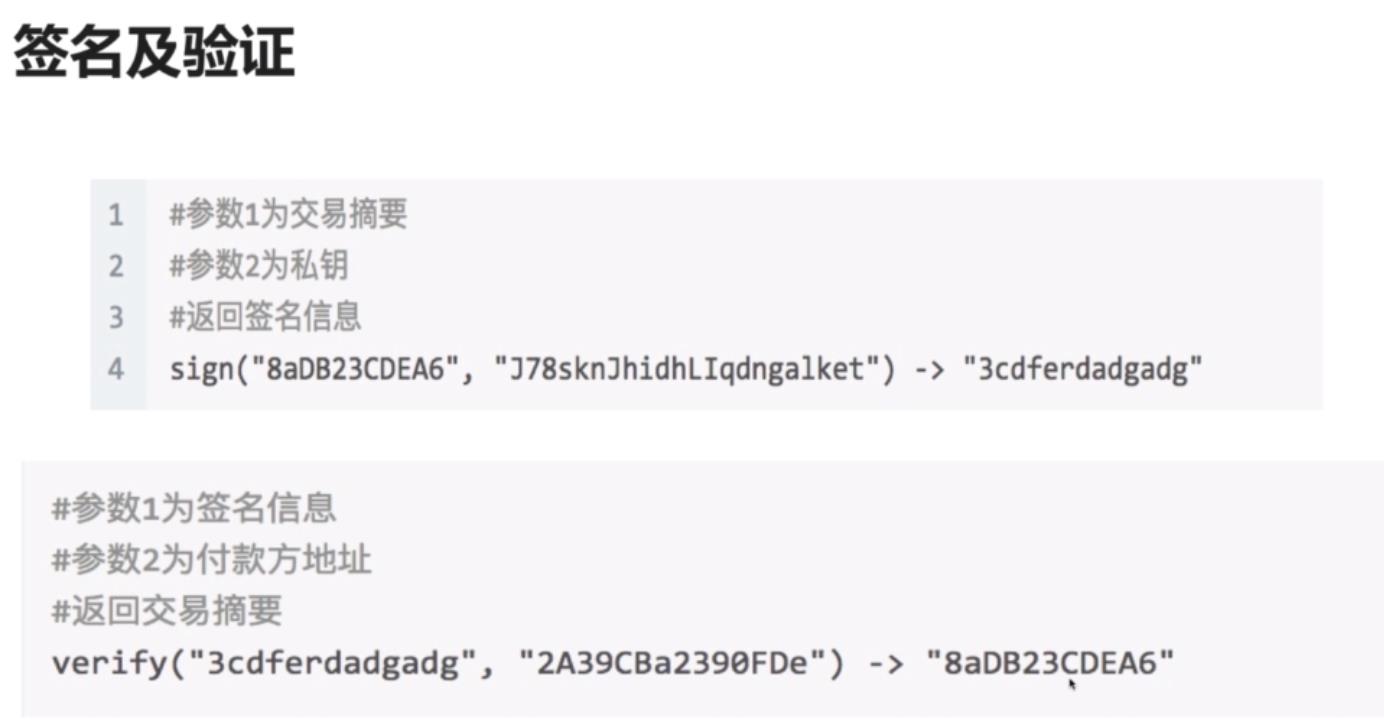 签名及验证
1 #参数1为交易摘要
2 #参数2为私钥
3 #返回签名信息
4 sign("8aDB23CDEA6", "J78sknJhidhLIqdngalket") -> "3cdferdadgadg"
#参数1为签名信息
#参数2为付款方地址
#返回交易摘要
verify("3cdferdadgadg", "2A39CBa2390FDe") -> "8aDB23CDEA6"